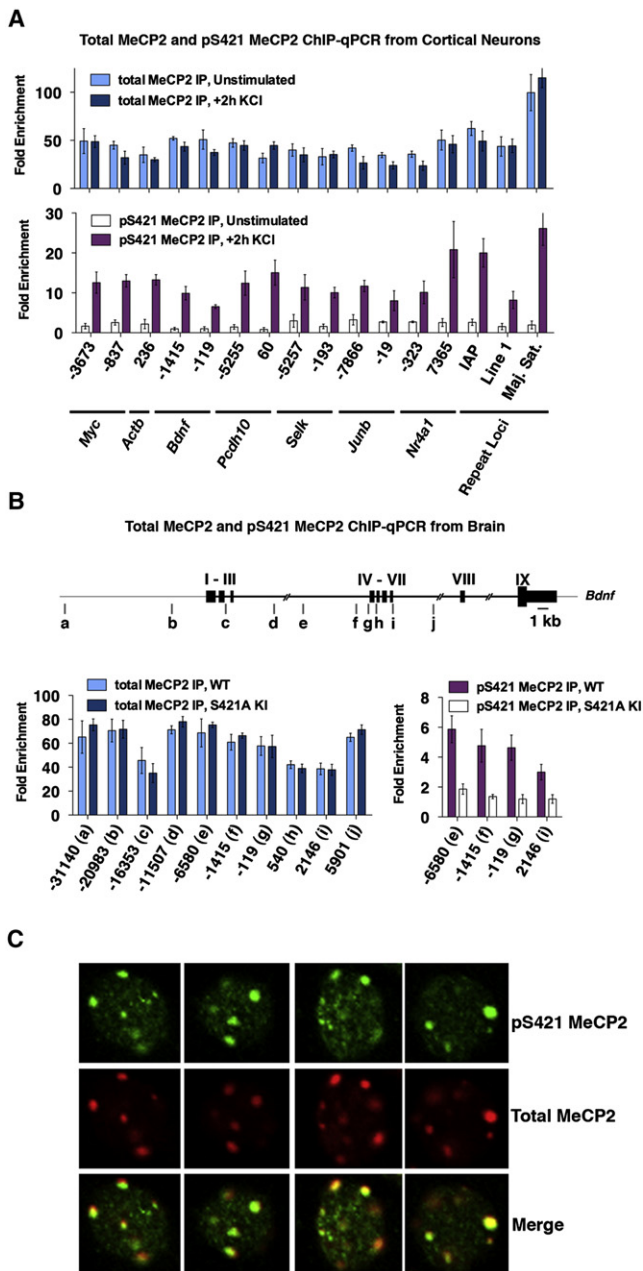 A
Total MeCP2 and pS421 MeCP2 ChIP-qPCR from Cortical Neurons
total MeCP2 IP, Unstimulated
total MeCP2 IP, +2h KCl
Fold Enrichment
100
50
0
pS421 MeCP2 IP, Unstimulated
pS421 MeCP2 IP, +2h KCl
Fold Enrichment
30
20
10
0
-3673 -837 236 -1415 -119 -5255 60 -5257 -193 -7866 -19 -323 7365 IAP Line 1 Maj. Sat.
Myc Actb Bdnf Pcdh10 Selk Junb Nr4a1 Repeat Loci
B
Total MeCP2 and pS421 MeCP2 ChIP-qPCR from Brain
I - III IV - VII VIII IX
Bdnf
a b c d e f g h i j
1 kb
total MeCP2 IP, WT
total MeCP2 IP, S421A KI
Fold Enrichment
100
80
60
40
20
0
-31140 (a) -20983 (b) -16353 (c) -11507 (d) -6580 (e) -1415 (f) -119 (g) 540 (h) 2146 (i) 5901 (j)
pS421 MeCP2 IP, WT
pS421 MeCP2 IP, S421A KI
Fold Enrichment
8
6
4
2
0
-6580 (e) -1415 (f) -119 (g) 2146 (i)
C
pS421 MeCP2
Total MeCP2
Merge